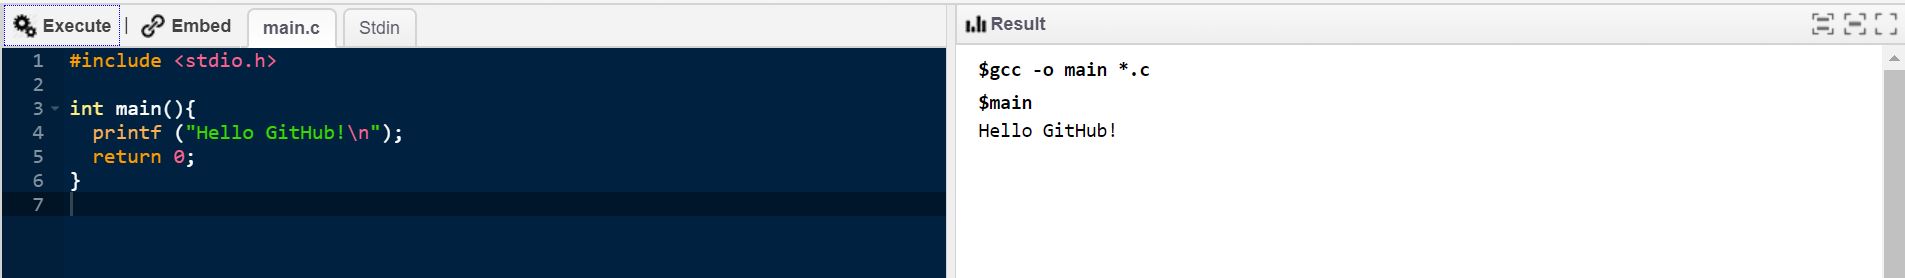 Execute | Embed main.c Stdin
1 #include <stdio.h>
2
3 int main(){
4   printf ("Hello GitHub!\n");
5   return 0;
6 }
7
Result
$gcc -o main *.c
$main
Hello GitHub!